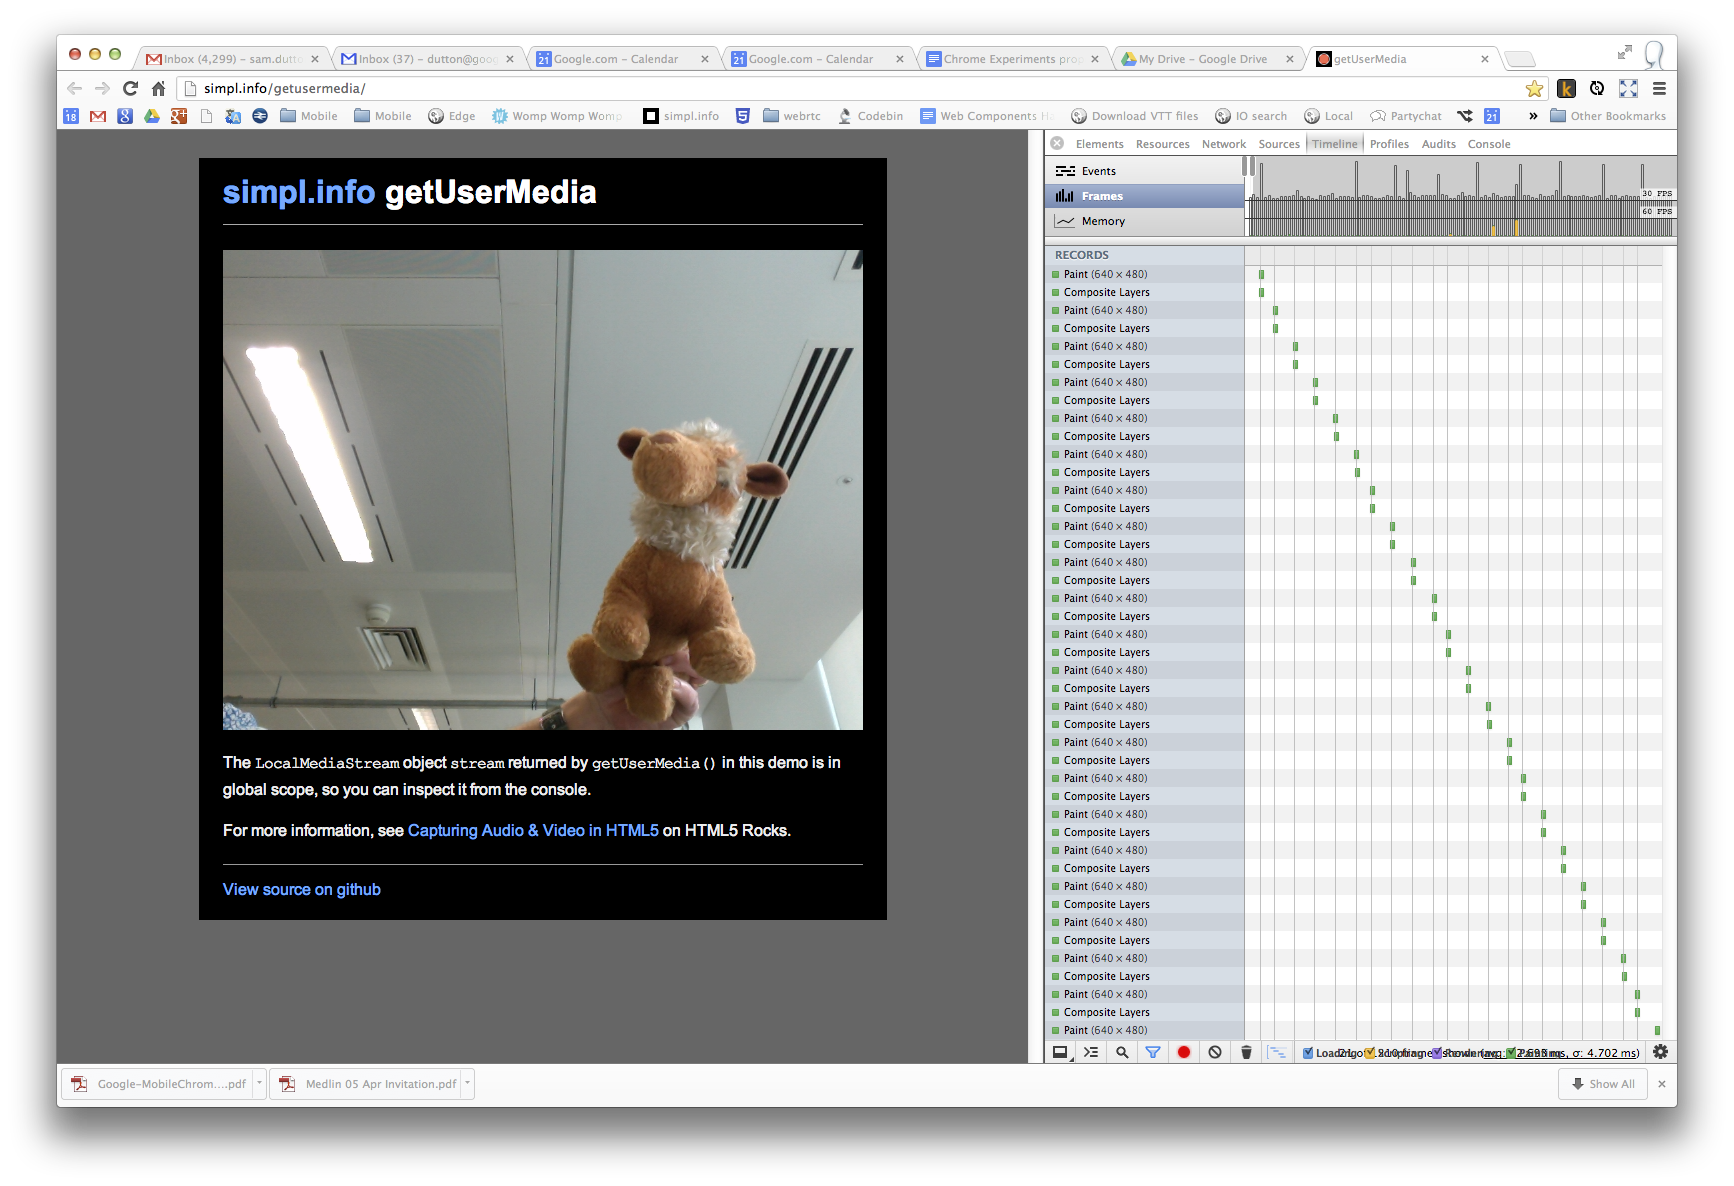 Inbox (4,299) – sam.dutto
Inbox (37) – dutton@goo
21 Google.com – Calendar
21 Google.com – Calendar
Chrome Experiments pro
My Drive – Google Drive
getUserMedia
simpl.info/getusermedia/
18
Mobile
Mobile
Edge
Womp Womp Womp
simpl.info
webrtc
Codebin
Web Components H
Download VTT files
IO search
Local
Partychat
21
»
Other Bookmarks
simpl.info getUserMedia
The LocalMediaStream object stream returned by getUserMedia() in this demo is in
global scope, so you can inspect it from the console.
For more information, see Capturing Audio & Video in HTML5 on HTML5 Rocks.
View source on github
Elements Resources Network Sources Timeline Profiles Audits Console
Events
Frames
Memory
30 FPS
60 FPS
RECORDS
Paint (640 × 480)
Composite Layers
Paint (640 × 480)
Composite Layers
Paint (640 × 480)
Composite Layers
Paint (640 × 480)
Composite Layers
Paint (640 × 480)
Composite Layers
Paint (640 × 480)
Composite Layers
Paint (640 × 480)
Composite Layers
Paint (640 × 480)
Composite Layers
Paint (640 × 480)
Composite Layers
Paint (640 × 480)
Composite Layers
Paint (640 × 480)
Composite Layers
Paint (640 × 480)
Composite Layers
Paint (640 × 480)
Composite Layers
Paint (640 × 480)
Composite Layers
Paint (640 × 480)
Composite Layers
Paint (640 × 480)
Composite Layers
Paint (640 × 480)
Composite Layers
Paint (640 × 480)
Composite Layers
Paint (640 × 480)
Composite Layers
Paint (640 × 480)
Composite Layers
Paint (640 × 480)
Composite Layers
Paint (640 × 480)
σ: 4.702 ms)
Google-MobileChrom....pdf
Medlin 05 Apr Invitation.pdf
Show All